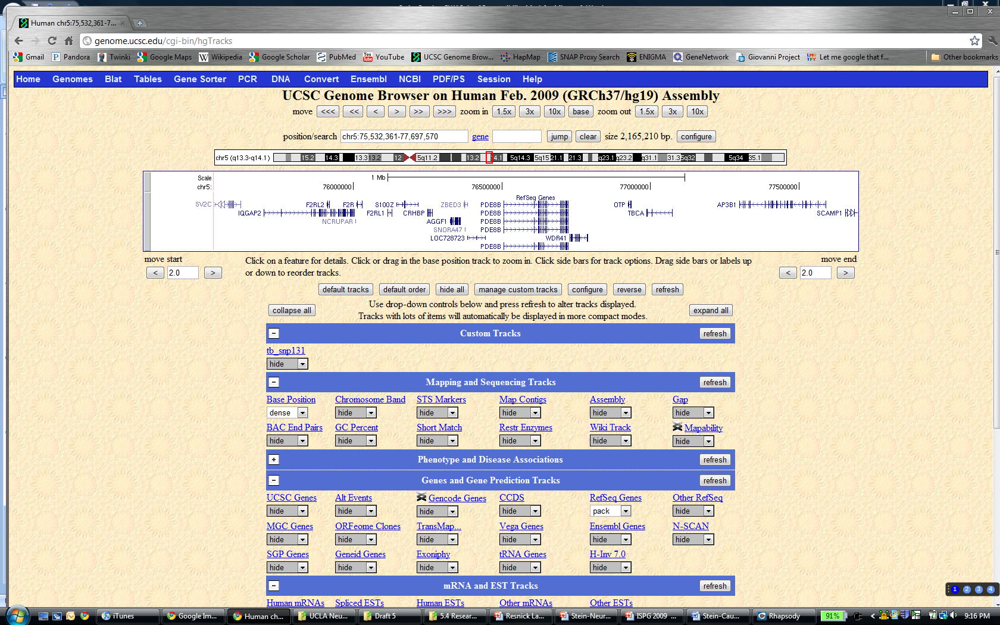 Human chr5:75,532,361-7...
genome.ucsc.edu/cgi-bin/hgTracks
Gmail Pandora Twinki Google Maps Wikipedia Google Scholar PubMed YouTube UCSC Genome Brow... HapMap SNAP Proxy Search ENIGMA GeneNetwork Giovanni Project Let me google that f... Other bookmarks
Home Genomes Blat Tables Gene Sorter PCR DNA Convert Ensembl NCBI PDF/PS Session Help
UCSC Genome Browser on Human Feb. 2009 (GRCh37/hg19) Assembly
move <<< << < > >> >>> zoom in 1.5x 3x 10x base zoom out 1.5x 3x 10x
position/search chr5:75,532,361-77,697,570 gene jump clear size 2,165,210 bp. configure
chr5 (q13.3-q14.1) 15.2 14.3 13.3 13.2 12 5q11.2 13.2 4.1 5q14.3 5q15 21.1 21.3 q23.1 q23.2 q31.1 31.3 5q32 5q34 35.1
Scale 1 Mb
chr5: 76000000 76500000 77000000 77500000
RefSeq Genes
SV2C F2RL2 F2R S100Z ZBED3 PDE8B OTP AP3B1
IQGAP2 F2RL1 CRHBP PDE8B TBCA SCAMP1
NCRUPAR AGGF1 PDE8B
SNORA47 PDE8B
LOC728723 WDR41
PDE8B
move start Click on a feature for details. Click or drag in the base position track to zoom in. Click side bars for track options. Drag side bars or labels up move end
< 2.0 > or down to reorder tracks. < 2.0 >
default tracks default order hide all manage custom tracks configure reverse refresh
collapse all Use drop-down controls below and press refresh to alter tracks displayed. expand all
Tracks with lots of items will automatically be displayed in more compact modes.
- Custom Tracks refresh
tb_snp131
hide
- Mapping and Sequencing Tracks refresh
Base Position Chromosome Band STS Markers Map Contigs Assembly Gap
dense hide hide hide hide hide
BAC End Pairs GC Percent Short Match Restr Enzymes Wiki Track Mapability
hide hide hide hide hide hide
+ Phenotype and Disease Associations refresh
- Genes and Gene Prediction Tracks refresh
UCSC Genes Alt Events Gencode Genes CCDS RefSeq Genes Other RefSeq
hide hide hide hide pack hide
MGC Genes ORFeome Clones TransMap... Vega Genes Ensembl Genes N-SCAN
hide hide hide hide hide hide
SGP Genes Geneid Genes Exoniphy tRNA Genes H-Inv 7.0
hide hide hide hide hide
- mRNA and EST Tracks refresh
Human mRNAs Spliced ESTs Human ESTs Other mRNAs Other ESTs
1 2 3 4
iTunes Google Im... Human ch... UCLA Neu... Draft 5 5.4 Resear... Resnick La... Stein-Neur... ISPG 2009 ... Stein-Cau... Rhapsody 91% 9:16 PM